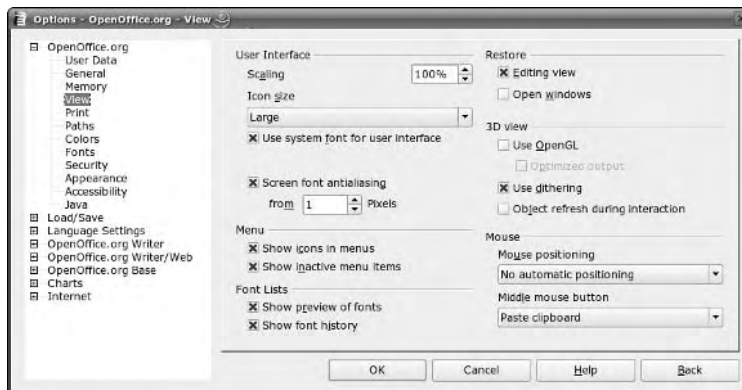 Options - OpenOffice.org - View
OpenOffice.org
User Data
General
Memory
View
Print
Paths
Colors
Fonts
Security
Appearance
Accessibility
Java
Load/Save
Language Settings
OpenOffice.org Writer
OpenOffice.org Writer/Web
OpenOffice.org Base
Charts
Internet
User Interface
Scaling
100%
Icon size
Large
Use system font for user interface
Screen font antialiasing
from 1 Pixels
Menu
Show icons in menus
Show inactive menu items
Font Lists
Show preview of fonts
Show font history
Restore
Editing view
Open windows
3D view
Use OpenGL
Optimized output
Use dithering
Object refresh during interaction
Mouse
Mouse positioning
No automatic positioning
Middle mouse button
Paste clipboard
OK
Cancel
Help
Back